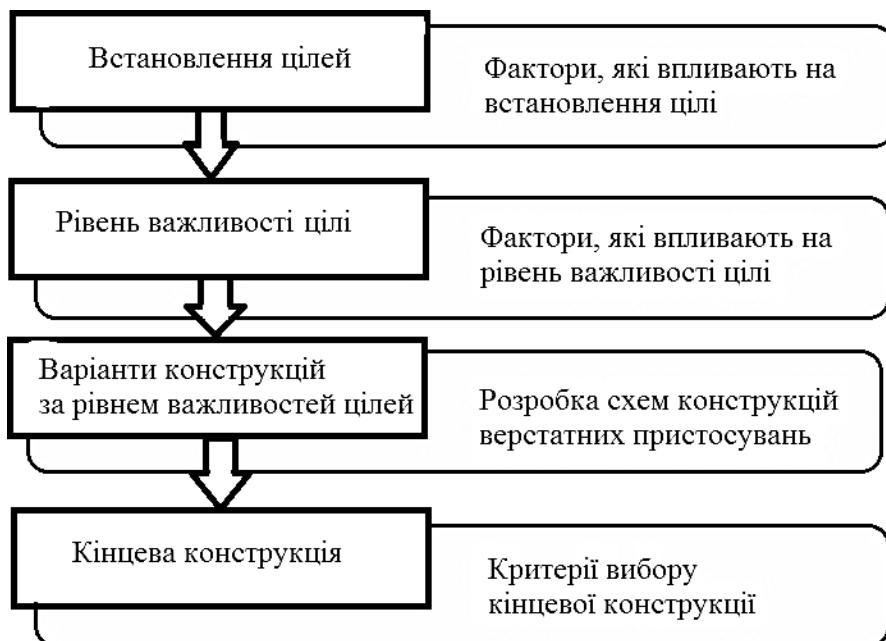 Встановлення цілей
Фактори, які впливають на
встановлення цілі
Рівень важливості цілі
Фактори, які впливають на
рівень важливості цілі
Варіанти конструкцій
за рівнем важливостей цілей
Розробка схем конструкцій
верстатних пристосувань
Кінцева конструкція
Критерії вибору
кінцевої конструкції